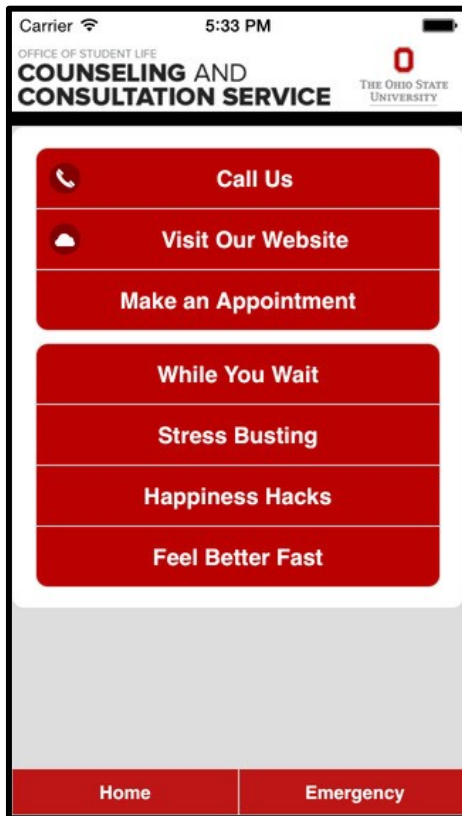 Carrier 5:33 PM
OFFICE OF STUDENT LIFE
COUNSELING AND
CONSULTATION SERVICE
THE OHIO STATE
UNIVERSITY
Call Us
Visit Our Website
Make an Appointment
While You Wait
Stress Busting
Happiness Hacks
Feel Better Fast
Home Emergency